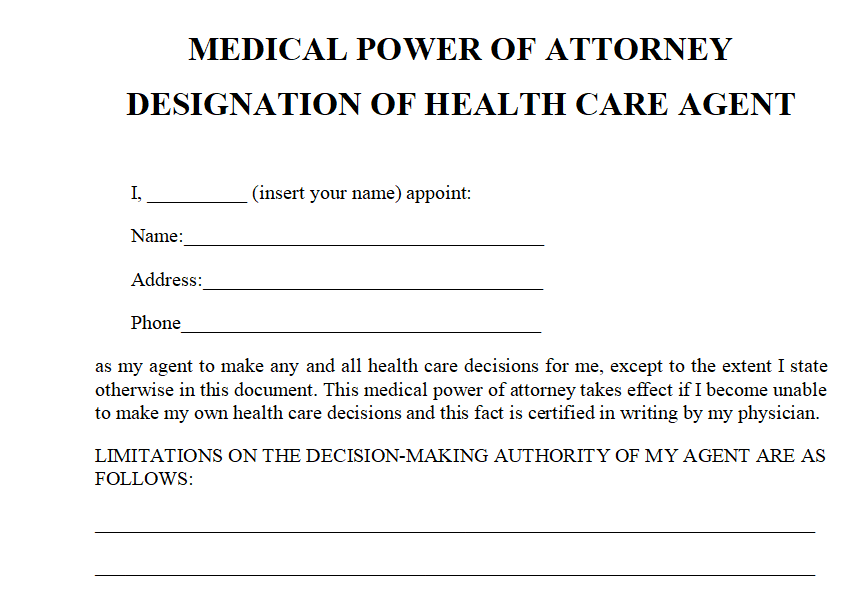 MEDICAL POWER OF ATTORNEY
DESIGNATION OF HEALTH CARE AGENT
I, __________ (insert your name) appoint:
Name:____________________________________
Address:__________________________________
Phone____________________________________
as my agent to make any and all health care decisions for me, except to the extent I state
otherwise in this document. This medical power of attorney takes effect if I become unable
to make my own health care decisions and this fact is certified in writing by my physician.
LIMITATIONS ON THE DECISION-MAKING AUTHORITY OF MY AGENT ARE AS
FOLLOWS:
________________________________________________________________________
________________________________________________________________________